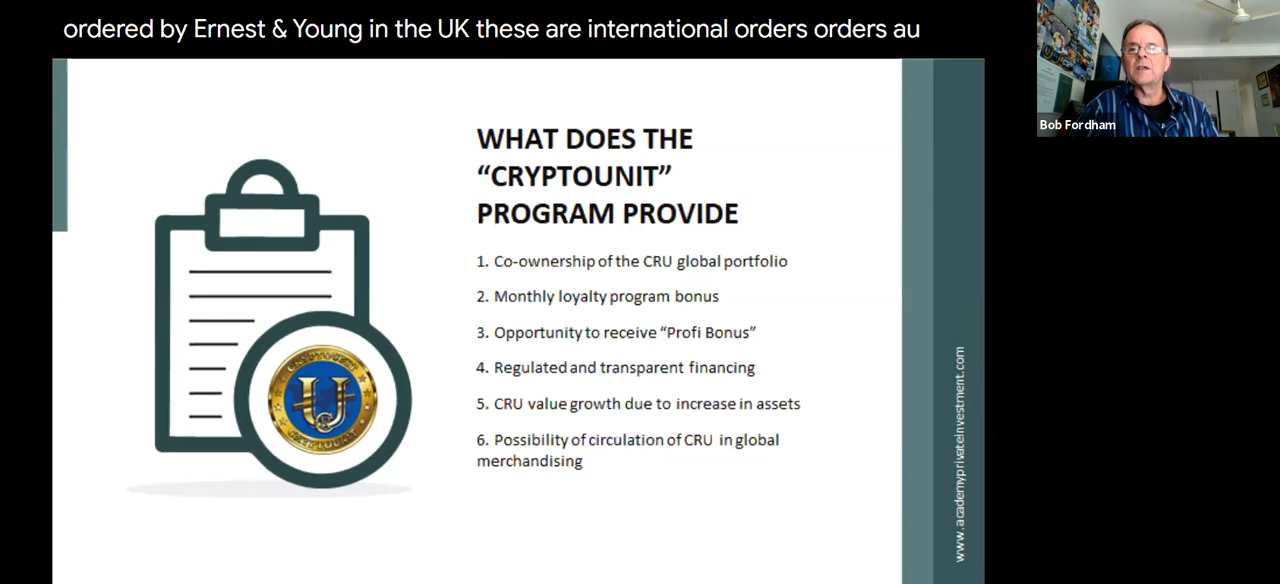 ordered by Ernest & Young in the UK these are international orders orders au
Bob Fordham
WHAT DOES THE
“CRYPTOUNIT”
PROGRAM PROVIDE
1. Co-ownership of the CRU global portfolio
2. Monthly loyalty program bonus
3. Opportunity to receive “Profi Bonus”
4. Regulated and transparent financing
5. CRU value growth due to increase in assets
6. Possibility of circulation of CRU in global
merchandising
CRYPTOUNIT
U
CRYPTOUNIT
www.academyprivateinvestment.com